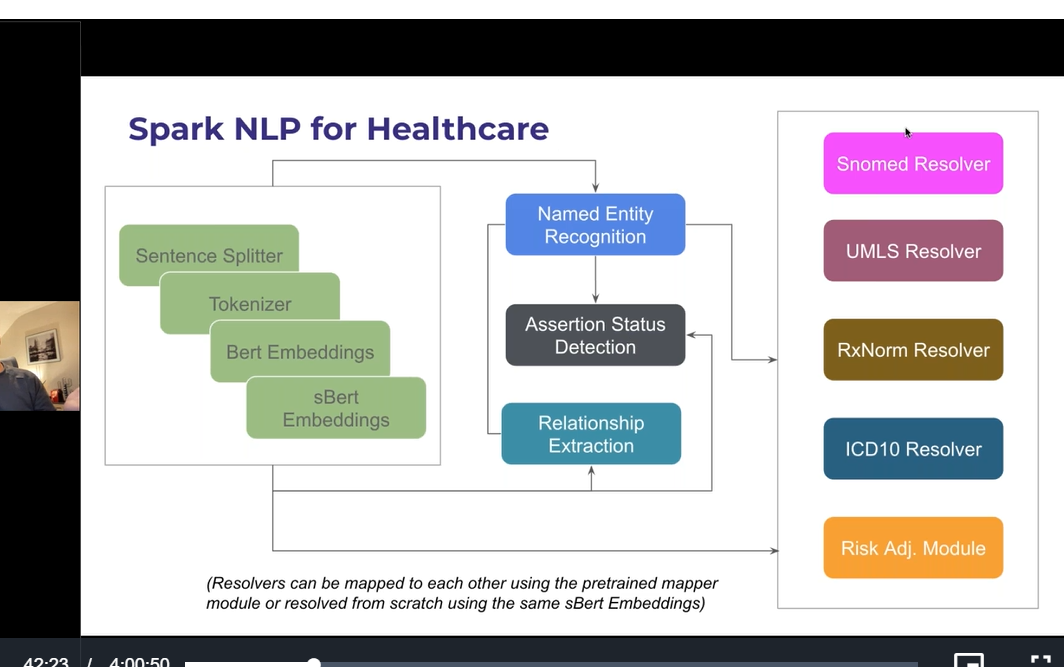 Spark NLP for Healthcare
Sentence Splitter
Tokenizer
Bert Embeddings
sBert
Embeddings
Named Entity
Recognition
Assertion Status
Detection
Relationship
Extraction
Snomed Resolver
UMLS Resolver
RxNorm Resolver
ICD10 Resolver
Risk Adj. Module
(Resolvers can be mapped to each other using the pretrained mapper
module or resolved from scratch using the same sBert Embeddings)
42:23 / 4:00:50